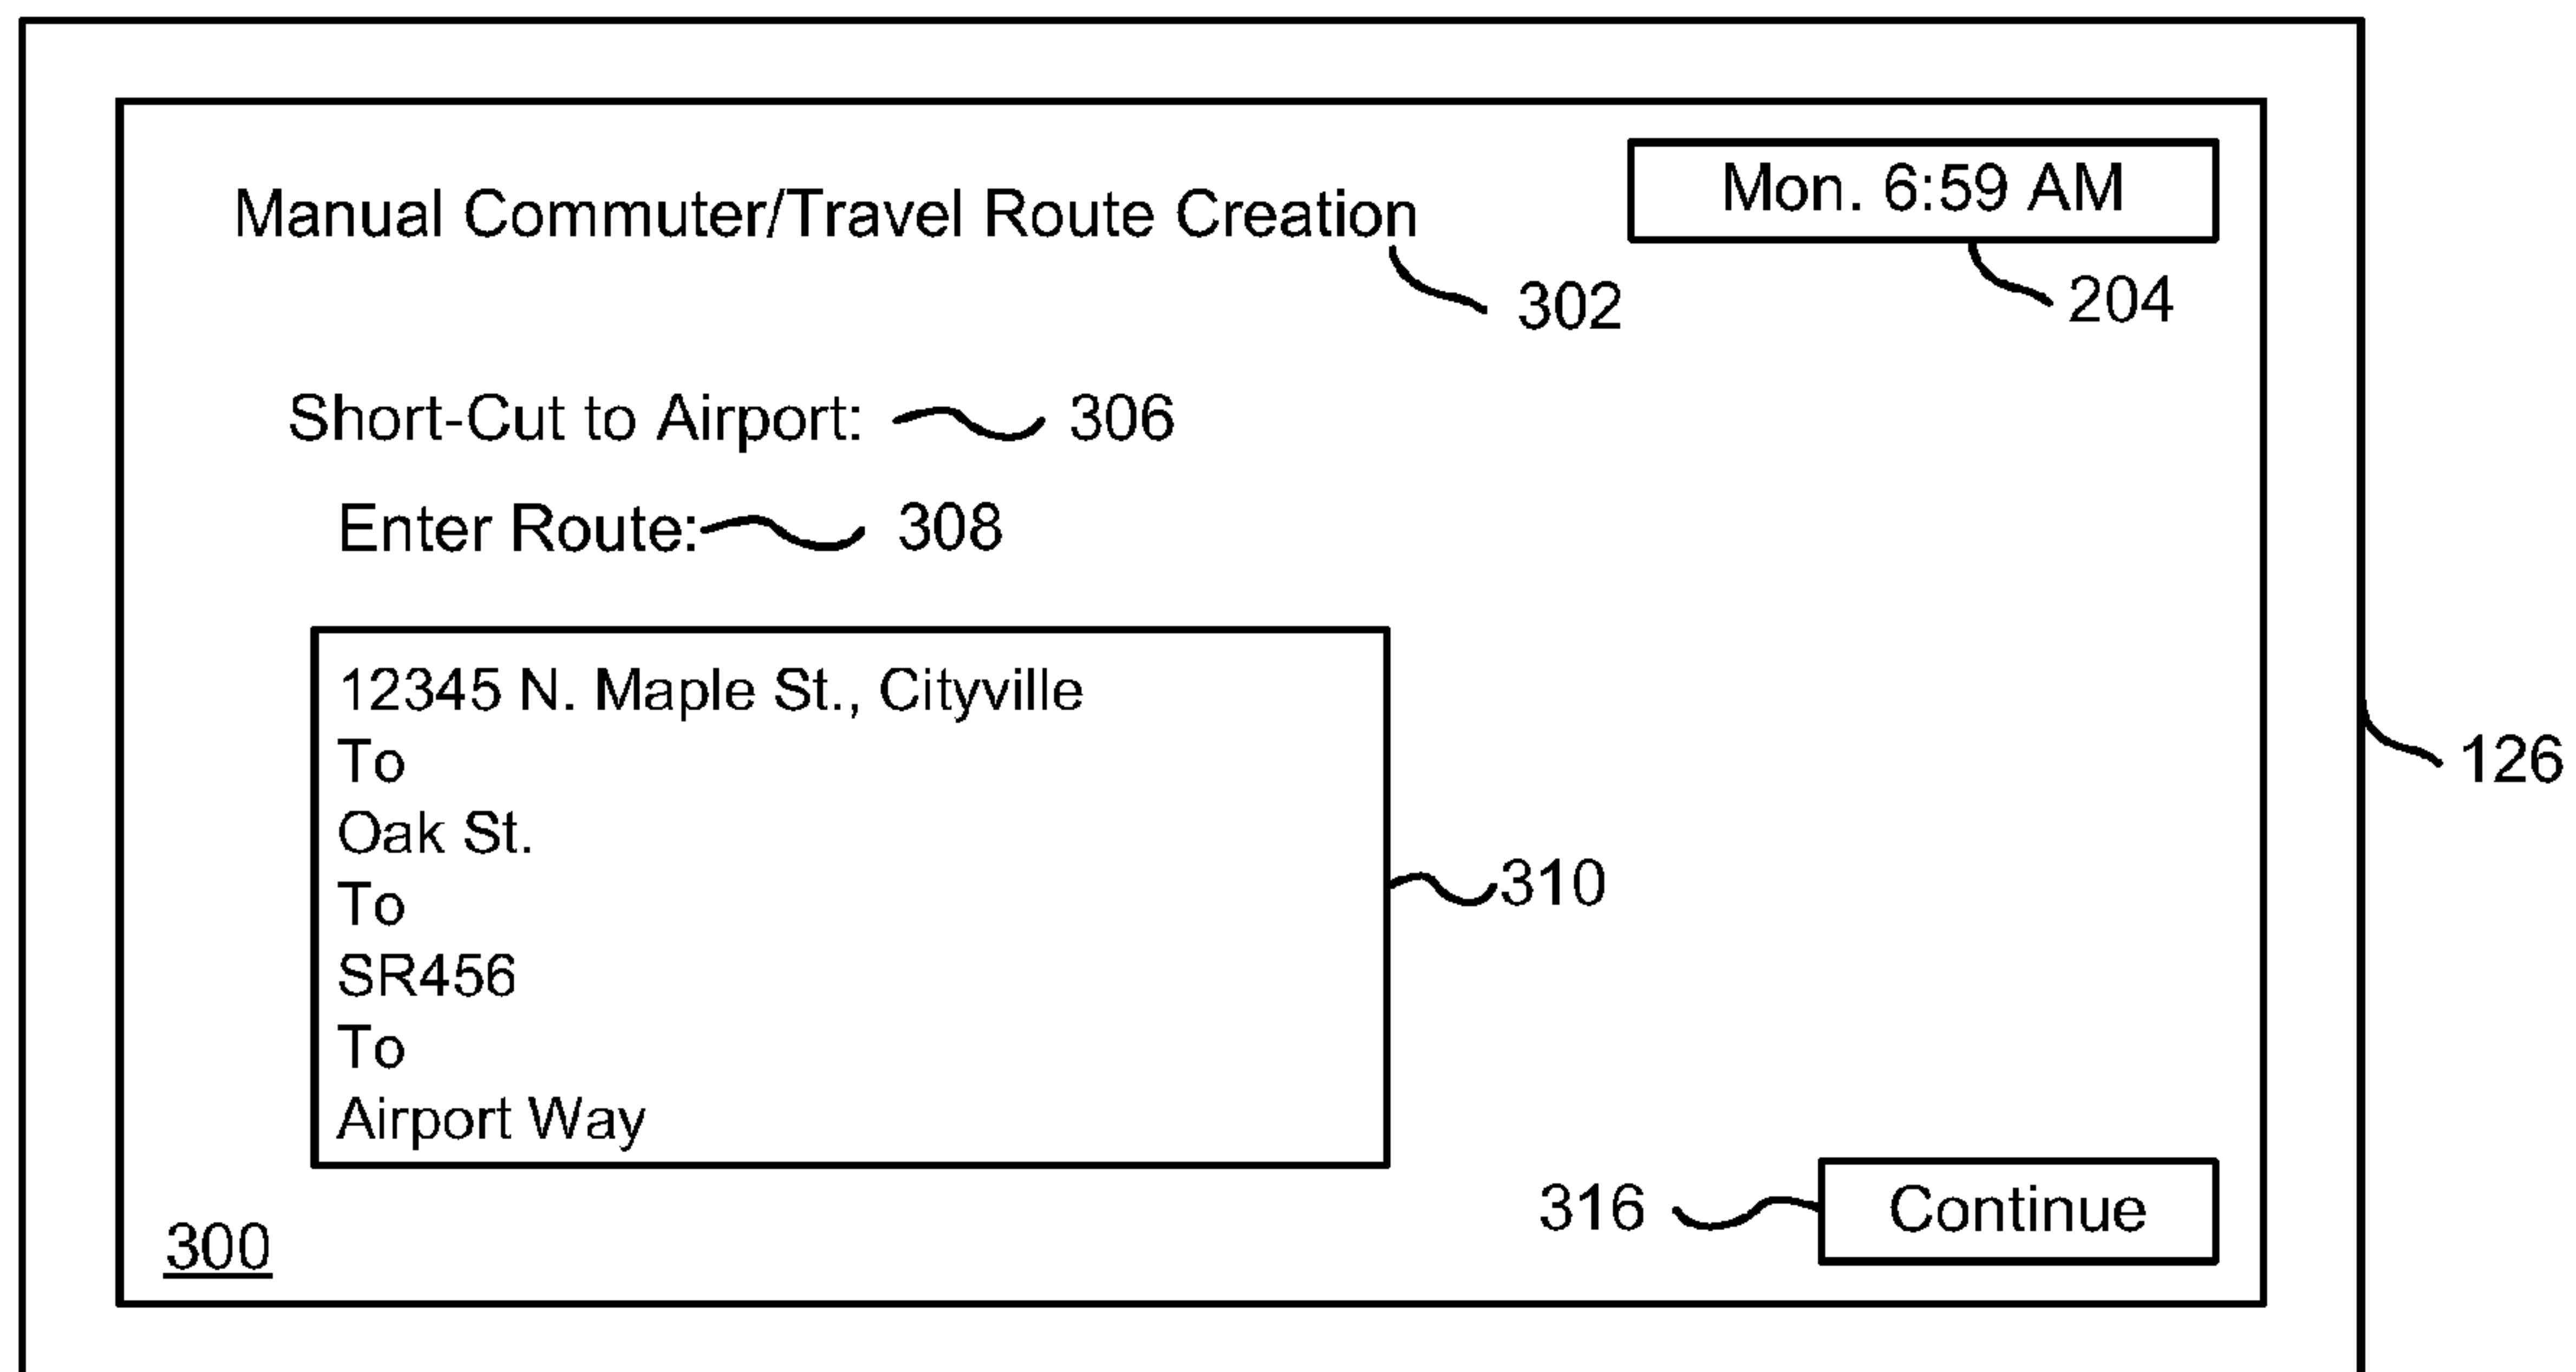 Mon. 6:59 AM
Manual Commuter/Travel Route Creation
302
204
Short-Cut to Airport: 306
Enter Route: 308
12345 N. Maple St., Cityville
To
Oak St.
To
SR456
To
Airport Way
310
126
316 Continue
300